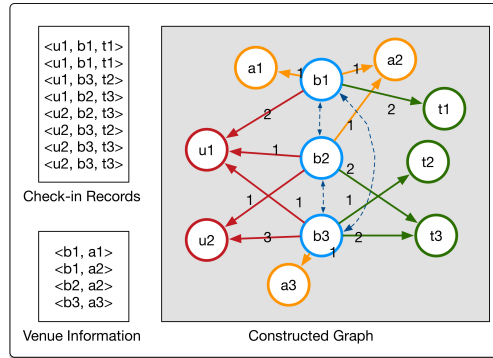 <u1, b1, t1>
<u1, b1, t1>
<u1, b3, t2>
<u1, b2, t3>
<u2, b2, t3>
<u2, b3, t2>
<u2, b3, t3>
<u2, b3, t3>
Check-in Records
<b1, a1>
<b1, a2>
<b2, a2>
<b3, a3>
Venue Information
a1
1
b1
1
a2
2
1
2
t1
u1
1
b2
2
t2
1
1
u2
3
b3
2
t3
1
a3
Constructed Graph